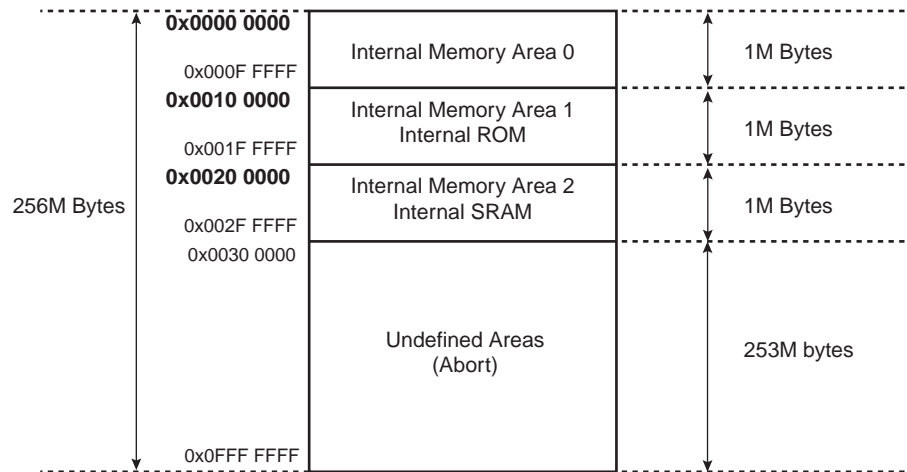 0x0000 0000
Internal Memory Area 0
1M Bytes
0x000F FFFF
0x0010 0000
Internal Memory Area 1
Internal ROM
1M Bytes
0x001F FFFF
0x0020 0000
Internal Memory Area 2
Internal SRAM
1M Bytes
256M Bytes
0x002F FFFF
0x0030 0000
Undefined Areas
(Abort)
253M bytes
0x0FFF FFFF